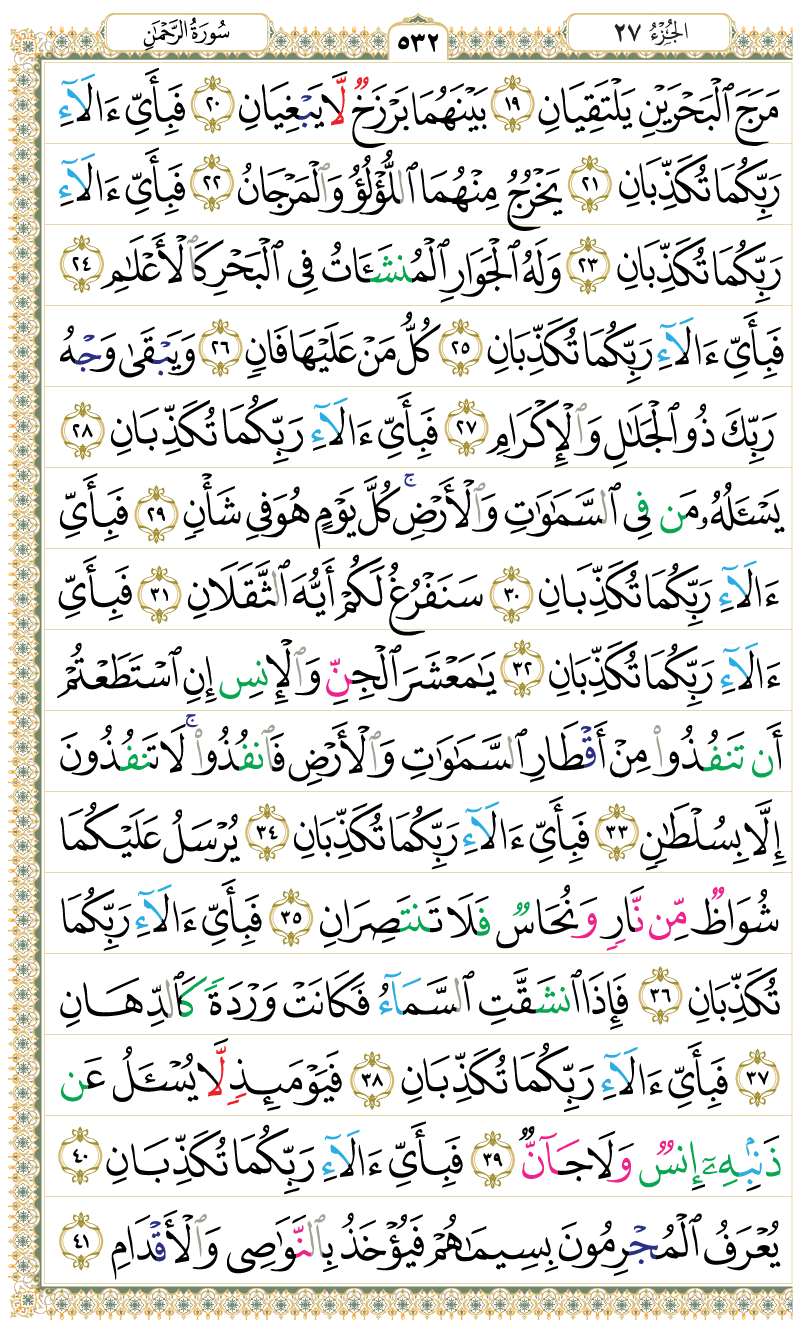 الجُزْءُ ٢٧
٥٣٢
سُورَةُ الرَّحْمَٰنِ
مَرَجَ ٱلْبَحْرَيْنِ يَلْتَقِيَانِ ١٩ بَيْنَهُمَا بَرْزَخٌ لَّا يَبْغِيَانِ ٢٠ فَبِأَىِّ ءَالَآءِ
رَبِّكُمَا تُكَذِّبَانِ ٢١ يَخْرُجُ مِنْهُمَا ٱللُّؤْلُؤُ وَٱلْمَرْجَانُ ٢٢ فَبِأَىِّ ءَالَآءِ
رَبِّكُمَا تُكَذِّبَانِ ٢٣ وَلَهُ ٱلْجَوَارِ ٱلْمُنشَـَٔاتُ فِى ٱلْبَحْرِ كَٱلْأَعْلَٰمِ ٢٤
فَبِأَىِّ ءَالَآءِ رَبِّكُمَا تُكَذِّبَانِ ٢٥ كُلُّ مَنْ عَلَيْهَا فَانٍ ٢٦ وَيَبْقَىٰ وَجْهُ
رَبِّكَ ذُو ٱلْجَلَٰلِ وَٱلْإِكْرَامِ ٢٧ فَبِأَىِّ ءَالَآءِ رَبِّكُمَا تُكَذِّبَانِ ٢٨
يَسْـَٔلُهُۥ مَن فِى ٱلسَّمَٰوَٰتِ وَٱلْأَرْضِ ۚ كُلَّ يَوْمٍ هُوَ فِى شَأْنٍ ٢٩ فَبِأَىِّ
ءَالَآءِ رَبِّكُمَا تُكَذِّبَانِ ٣٠ سَنَفْرُغُ لَكُمْ أَيُّهَ ٱلثَّقَلَانِ ٣١ فَبِأَىِّ
ءَالَآءِ رَبِّكُمَا تُكَذِّبَانِ ٣٢ يَٰمَعْشَرَ ٱلْجِنِّ وَٱلْإِنسِ إِنِ ٱسْتَطَعْتُمْ
أَن تَنفُذُوا۟ مِنْ أَقْطَارِ ٱلسَّمَٰوَٰتِ وَٱلْأَرْضِ فَٱنفُذُوا۟ ۚ لَا تَنفُذُونَ
إِلَّا بِسُلْطَٰنٍ ٣٣ فَبِأَىِّ ءَالَآءِ رَبِّكُمَا تُكَذِّبَانِ ٣٤ يُرْسَلُ عَلَيْكُمَا
شُوَاظٌ مِّن نَّارٍ وَنُحَاسٌ فَلَا تَنتَصِرَانِ ٣٥ فَبِأَىِّ ءَالَآءِ رَبِّكُمَا
تُكَذِّبَانِ ٣٦ فَإِذَا ٱنشَقَّتِ ٱلسَّمَآءُ فَكَانَتْ وَرْدَةً كَٱلدِّهَانِ
٣٧ فَبِأَىِّ ءَالَآءِ رَبِّكُمَا تُكَذِّبَانِ ٣٨ فَيَوْمَئِذٍ لَّا يُسْـَٔلُ عَن
ذَنۢبِهِۦٓ إِنسٌ وَلَا جَآنٌّ ٣٩ فَبِأَىِّ ءَالَآءِ رَبِّكُمَا تُكَذِّبَانِ ٤٠
يُعْرَفُ ٱلْمُجْرِمُونَ بِسِيمَٰهُمْ فَيُؤْخَذُ بِٱلنَّوَٰصِى وَٱلْأَقْدَامِ ٤١